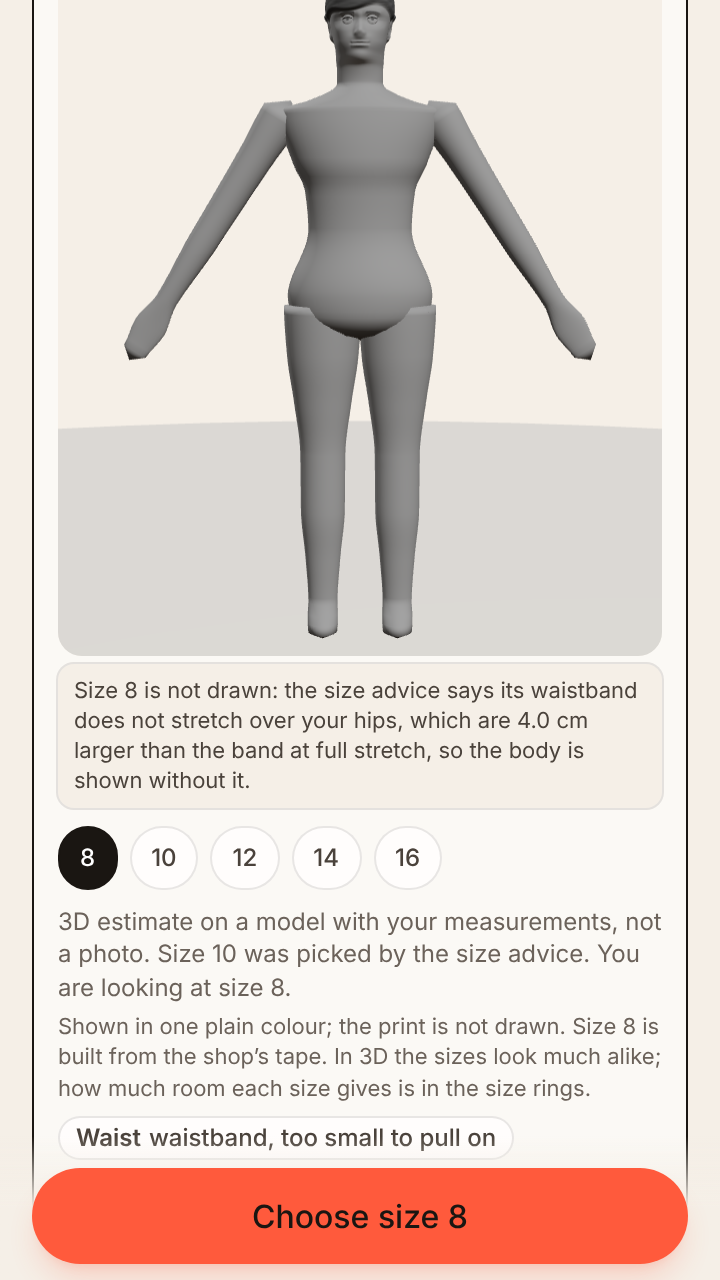 Size 8 is not drawn: the size advice says its waistband
does not stretch over your hips, which are 4.0 cm
larger than the band at full stretch, so the body is
shown without it.
8
10
12
14
16
3D estimate on a model with your measurements, not
a photo. Size 10 was picked by the size advice. You
are looking at size 8.
Shown in one plain colour; the print is not drawn. Size 8 is
built from the shop’s tape. In 3D the sizes look much alike;
how much room each size gives is in the size rings.
Waist waistband, too small to pull on
Choose size 8